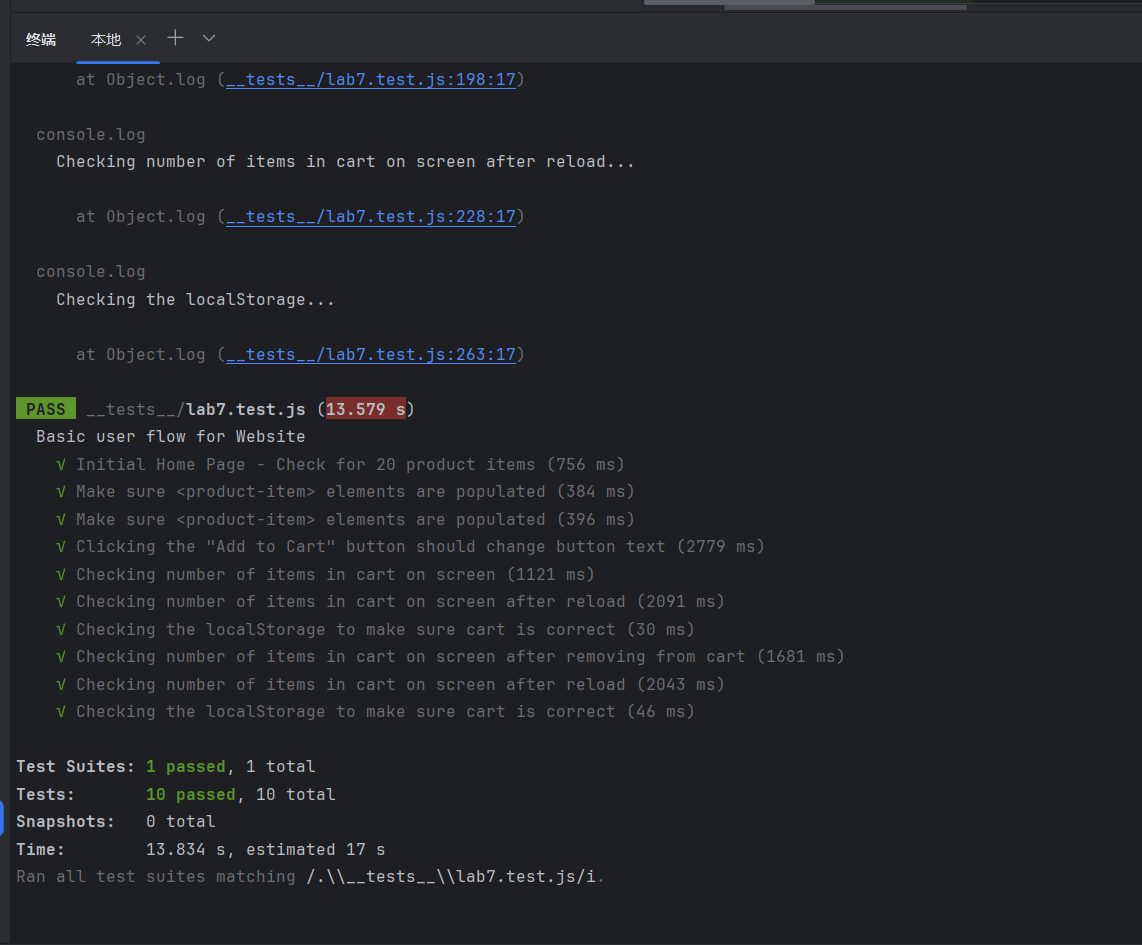 终端 本地
at Object.log (__tests__/lab7.test.js:198:17)
console.log
Checking number of items in cart on screen after reload...
at Object.log (__tests__/lab7.test.js:228:17)
console.log
Checking the localStorage...
at Object.log (__tests__/lab7.test.js:263:17)
PASS __tests__/lab7.test.js (13.579 s)
Basic user flow for Website
√ Initial Home Page - Check for 20 product items (756 ms)
√ Make sure <product-item> elements are populated (384 ms)
√ Make sure <product-item> elements are populated (396 ms)
√ Clicking the "Add to Cart" button should change button text (2779 ms)
√ Checking number of items in cart on screen (1121 ms)
√ Checking number of items in cart on screen after reload (2091 ms)
√ Checking the localStorage to make sure cart is correct (30 ms)
√ Checking number of items in cart on screen after removing from cart (1681 ms)
√ Checking number of items in cart on screen after reload (2043 ms)
√ Checking the localStorage to make sure cart is correct (46 ms)
Test Suites: 1 passed, 1 total
Tests: 10 passed, 10 total
Snapshots: 0 total
Time: 13.834 s, estimated 17 s
Ran all test suites matching /.\\__tests__\\lab7.test.js/i.